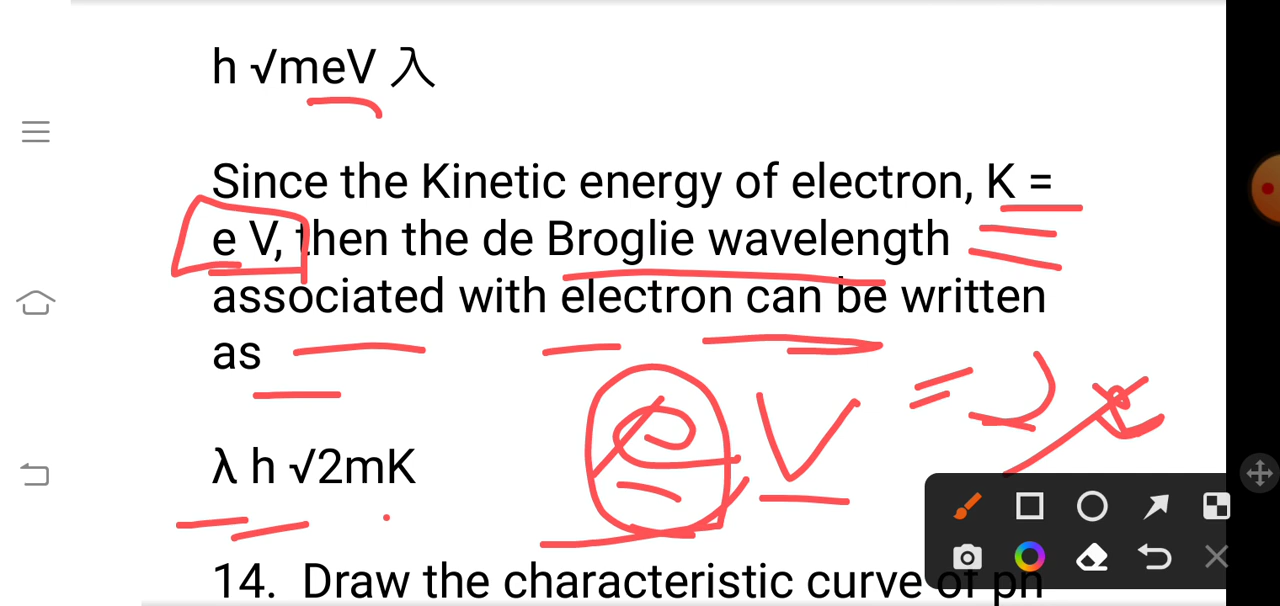 h √meV 入
Since the Kinetic energy of electron, K =
e V, then the de Broglie wavelength
associated with electron can be written
as
e V =
λ h √2mK
14. Draw the characteristic curve of pn